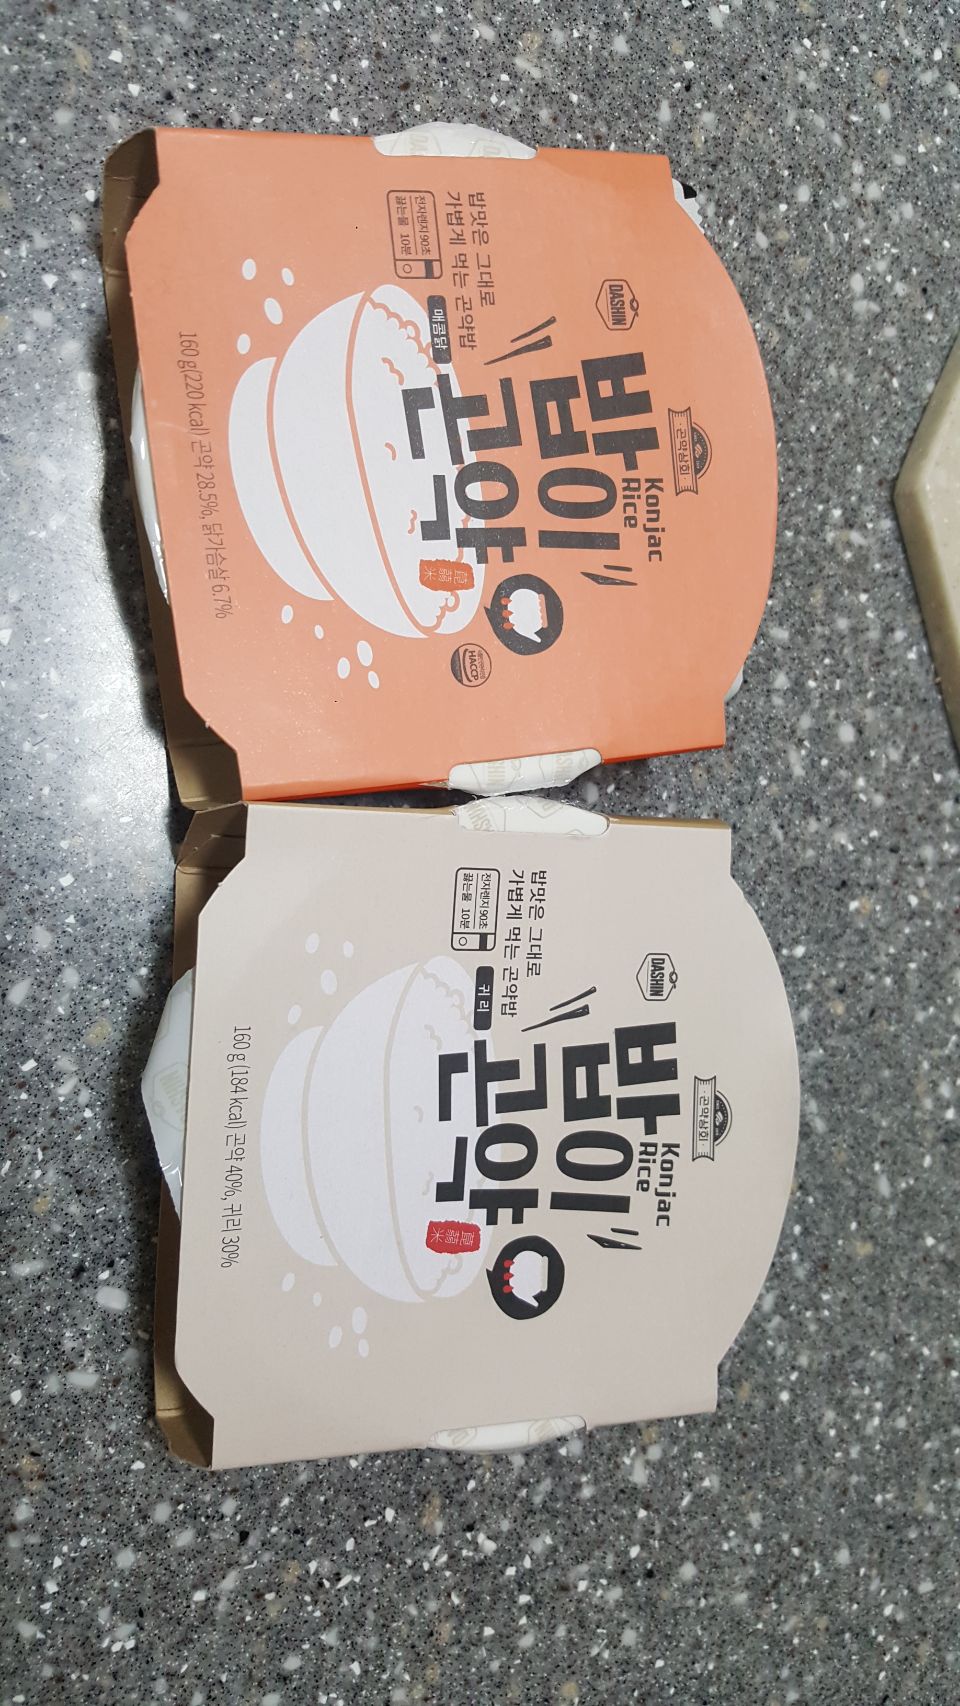 DASHIN
곤약상회
밥이
Konjac
Rice
곤약
밥맛은 그대로
가볍게 먹는 곤약밥
전자렌지 90초
끓는물 10분
매콤닭
HACCP
160 g(220 kcal) 곤약 28.5%, 닭가슴살 6.7%
DASHIN
곤약상회
밥이
Konjac
Rice
곤약
밥맛은 그대로
가볍게 먹는 곤약밥
전자렌지 90초
끓는물 10분
귀리
160 g (184 kcal) 곤약 40%, 귀리 30%